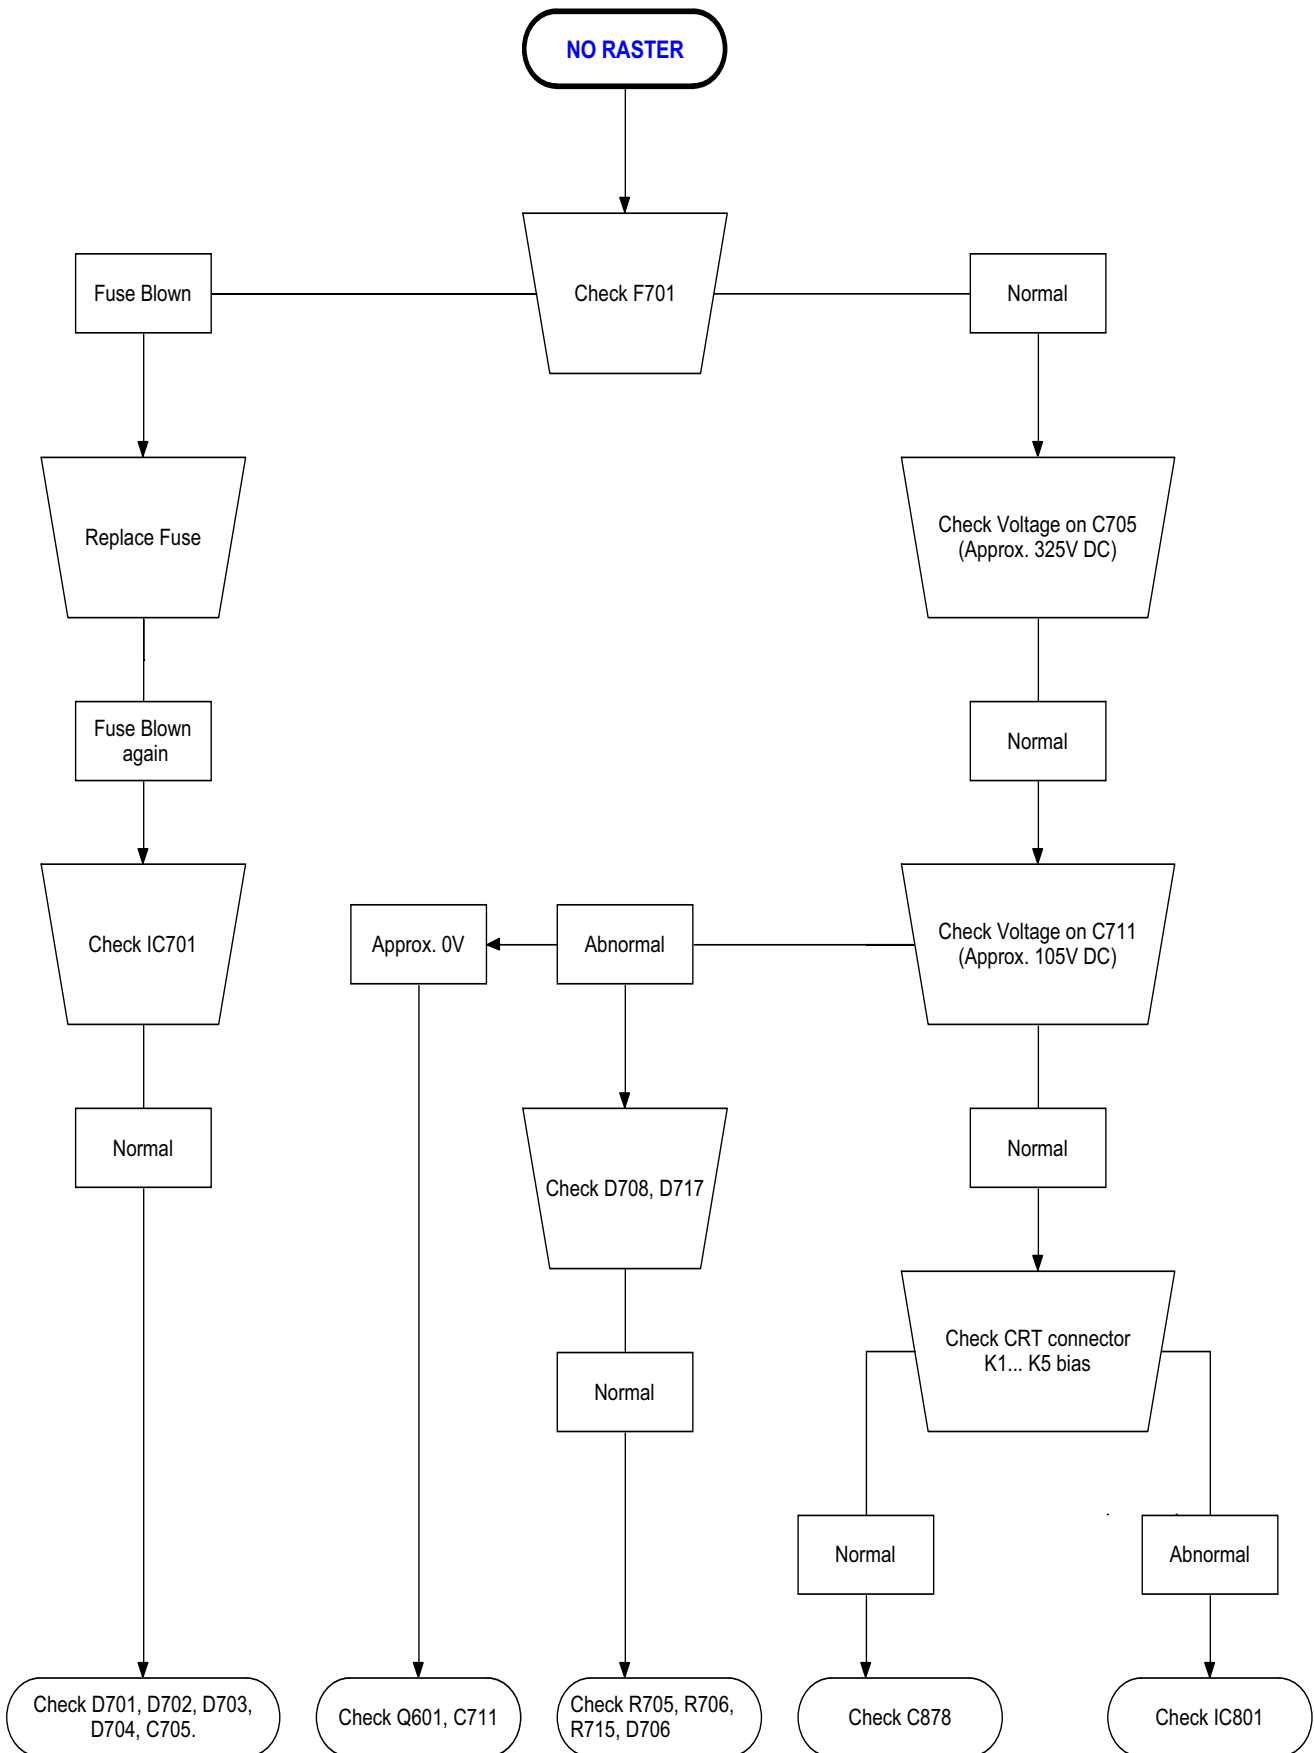 NO RASTER
Check F701
Fuse Blown
Normal
Replace Fuse
Check Voltage on C705
(Approx. 325V DC)
Fuse Blown
again
Normal
Check IC701
Approx. 0V
Abnormal
Check Voltage on C711
(Approx. 105V DC)
Normal
Check D708, D717
Normal
Check CRT connector
K1... K5 bias
Normal
Normal
Abnormal
Check D701, D702, D703,
D704, C705.
Check Q601, C711
Check R705, R706,
R715, D706
Check C878
Check IC801